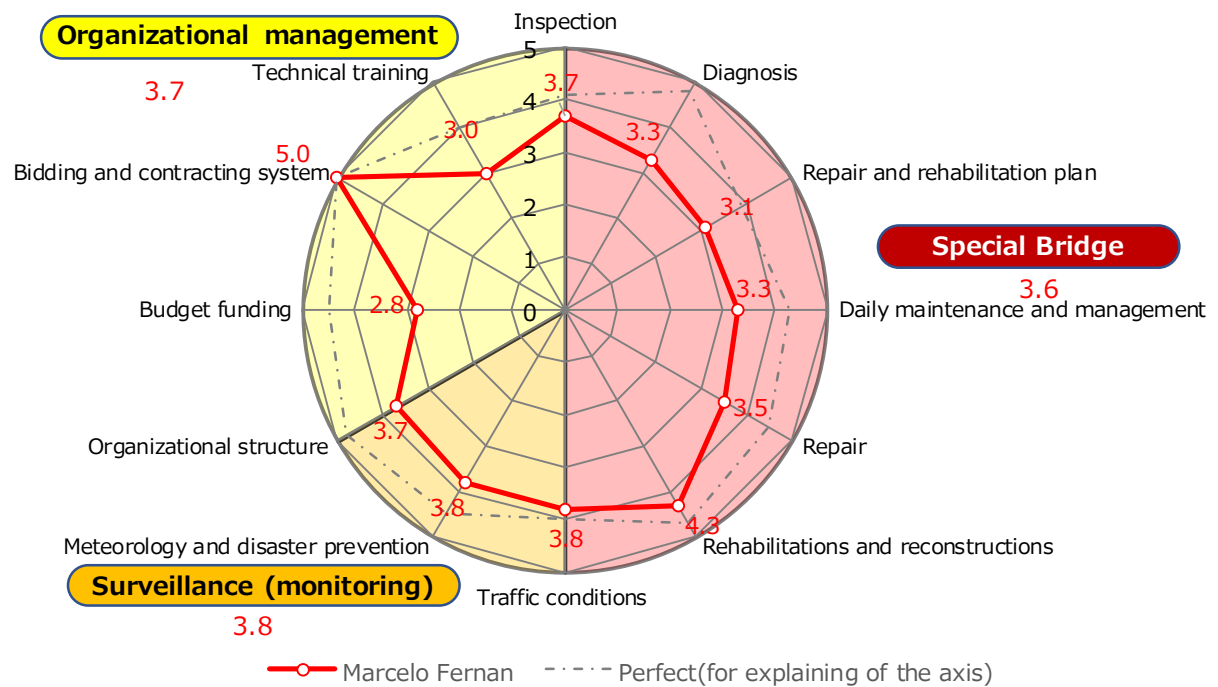 Inspection
Organizational management
3.7
Technical training
Diagnosis
5
4
3
2
1
0
3.7
3.3
3.0
5.0
Bidding and contracting system
Repair and rehabilitation plan
3.1
Special Bridge
3.6
3.3
Daily maintenance and management
Budget funding
2.8
3.5
Repair
Organizational structure
3.7
3.8
3.8
4.3
Meteorology and disaster prevention
Rehabilitations and reconstructions
Surveillance (monitoring)
3.8
Traffic conditions
Marcelo Fernan
Perfect(for explaining of the axis)